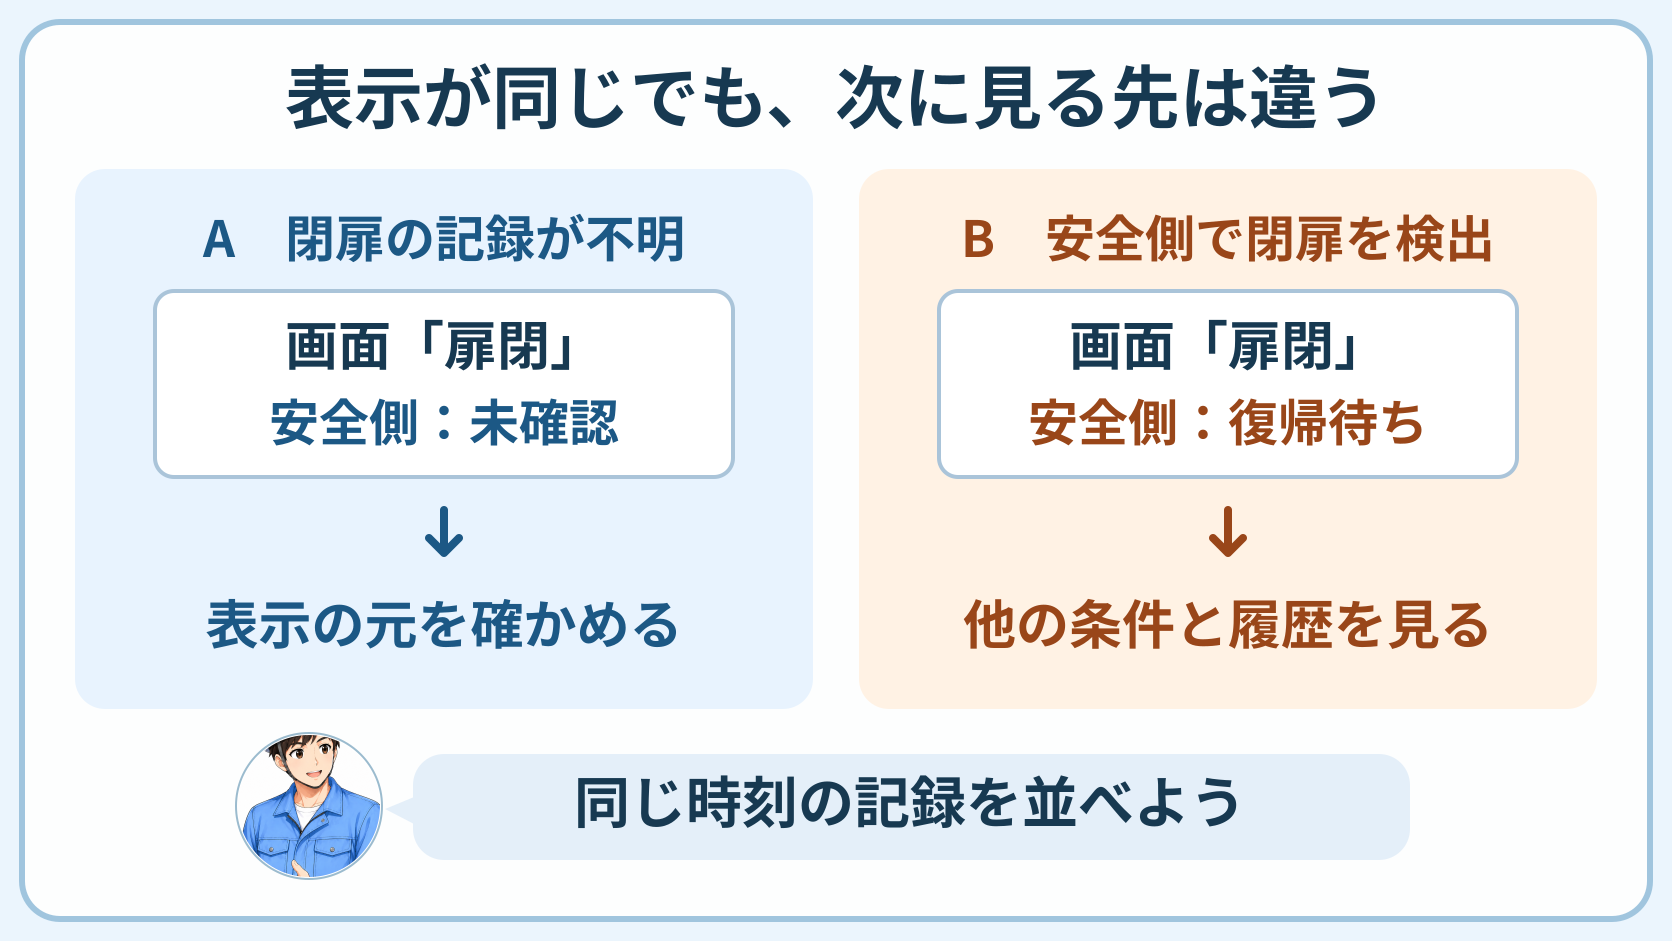 表示が同じでも、次に見る先は違う
A 閉扉の記録が不明
画面「扉閉」
安全側：未確認
↓
表示の元を確かめる
B 安全側で閉扉を検出
画面「扉閉」
安全側：復帰待ち
↓
他の条件と履歴を見る
同じ時刻の記録を並べよう